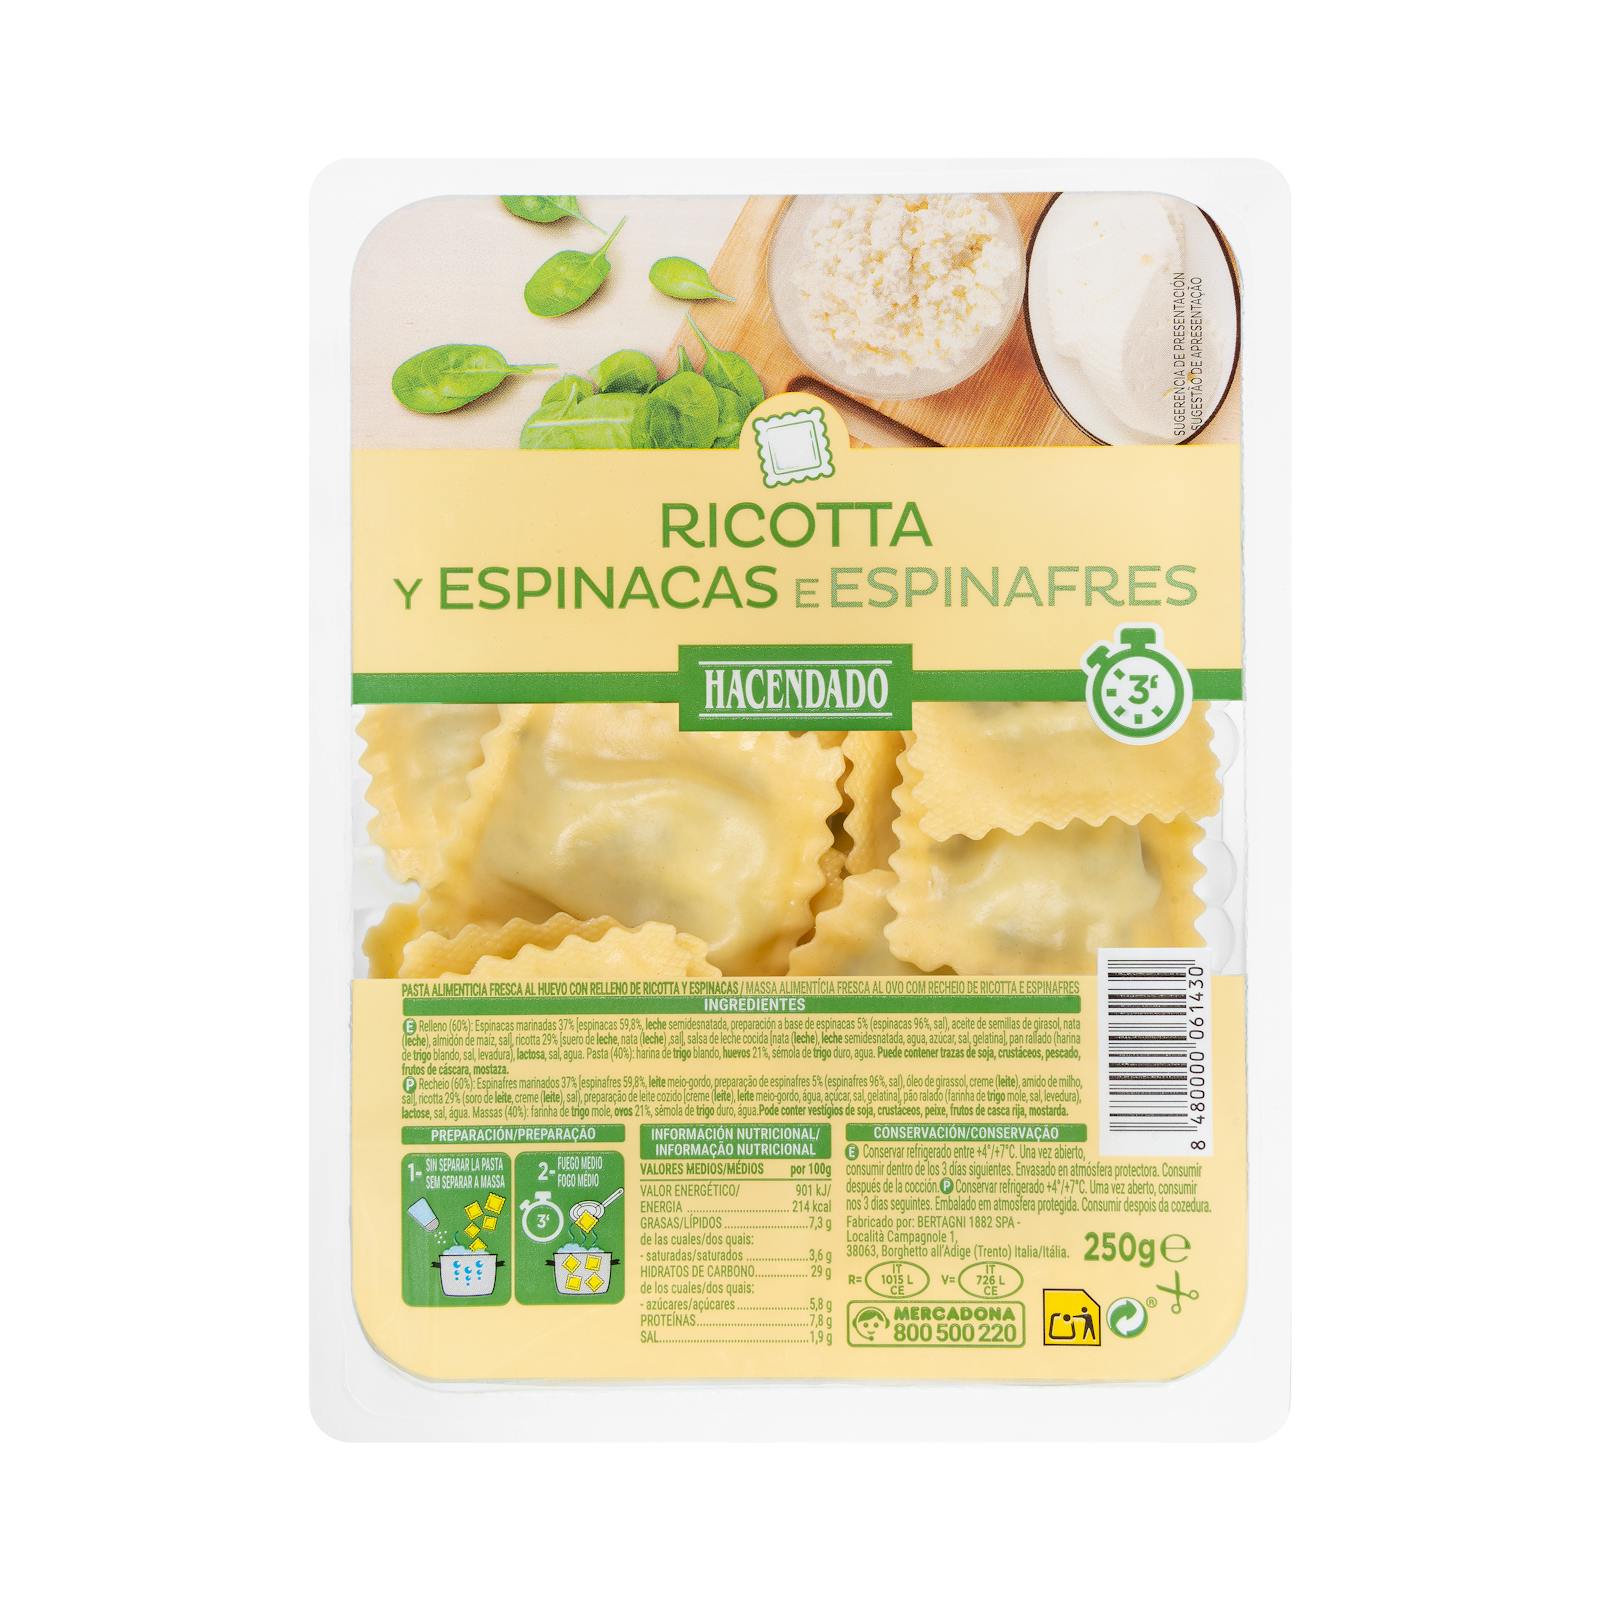 SUGERENCIA DE PRESENTACIÓN
SUGESTÃO DE APRESENTAÇÃO
RICOTTA
Y ESPINACAS E ESPINAFRES
HACENDADO
3'
PASTA ALIMENTICIA FRESCA AL HUEVO CON RELLENO DE RICOTTA Y ESPINACAS / MASSA ALIMENTÍCIA FRESCA AL OVO COM RECHEIO DE RICOTTA E ESPINAFRES
INGREDIENTES
E Relleno (60%): Espinacas marinadas 37% [espinacas 59,8%, leche semidesnatada, preparación a base de espinacas 5% (espinacas 96%, sal), aceite de semillas de girasol, nata
(leche), almidón de maíz, sal], ricotta 29% [suero de leche, nata (leche) ,sal], salsa de leche cocida [nata (leche), leche semidesnatada, agua, azúcar, sal, gelatina], pan rallado (harina
de trigo blando, sal, levadura), lactosa, sal, agua. Pasta (40%): harina de trigo blando, huevos 21%, sémola de trigo duro, agua. Puede contener trazas de soja, crustáceos, pescado,
frutos de cáscara, mostaza.
P Recheio (60%): Espinafres marinados 37% [espinafres 59,8%, leite meio-gordo, preparação de espinafres 5% (espinafres 96%, sal), óleo de girassol, creme (leite), amido de milho,
sal], ricotta 29% (soro de leite, creme (leite), sal), preparação de leite cozido [creme (leite), leite meio-gordo, água, açúcar, sal, gelatina], pão ralado (farinha de trigo mole, sal, levedura),
lactose, sal, água. Massas (40%): farinha de trigo mole, ovos 21%, sémola de trigo duro, água.Pode conter vestígios de soja, crustáceos, peixe, frutos de casca rija, mostarda.
8 480000 061430
PREPARACIÓN/PREPARAÇÃO
1- SIN SEPARAR LA PASTA
SEM SEPARAR A MASSA
2- FUEGO MEDIO
FOGO MÉDIO
3'
INFORMACIÓN NUTRICIONAL/
INFORMAÇÃO NUTRICIONAL
VALORES MEDIOS/MÉDIOS por 100g
VALOR ENERGÉTICO/ 901 kJ/
ENERGIA 214 kcal
GRASAS/LÍPIDOS 7,3 g
de las cuales/dos quais:
- saturadas/saturados 3,6 g
HIDRATOS DE CARBONO 29 g
de los cuales/dos quais:
- azúcares/açúcares 5,8 g
PROTEÍNAS 7,8 g
SAL 1,9 g
CONSERVACIÓN/CONSERVAÇÃO
E Conservar refrigerado entre +4°/+7°C. Una vez abierto,
consumir dentro de los 3 días siguientes. Envasado en atmósfera protectora. Consumir
después de la cocción. P Conservar refrigerado +4°/+7°C. Uma vez aberto, consumir
nos 3 dias seguintes. Embalado em atmosfera protegida. Consumir despois da cozedura.
Fabricado por: BERTAGNI 1882 SPA -
Località Campagnole 1,
38063, Borghetto all'Adige (Trento) Italia/Itália.
250g e
R= IT 1015 L CE V= IT 726 L CE
MERCADONA
800 500 220
®